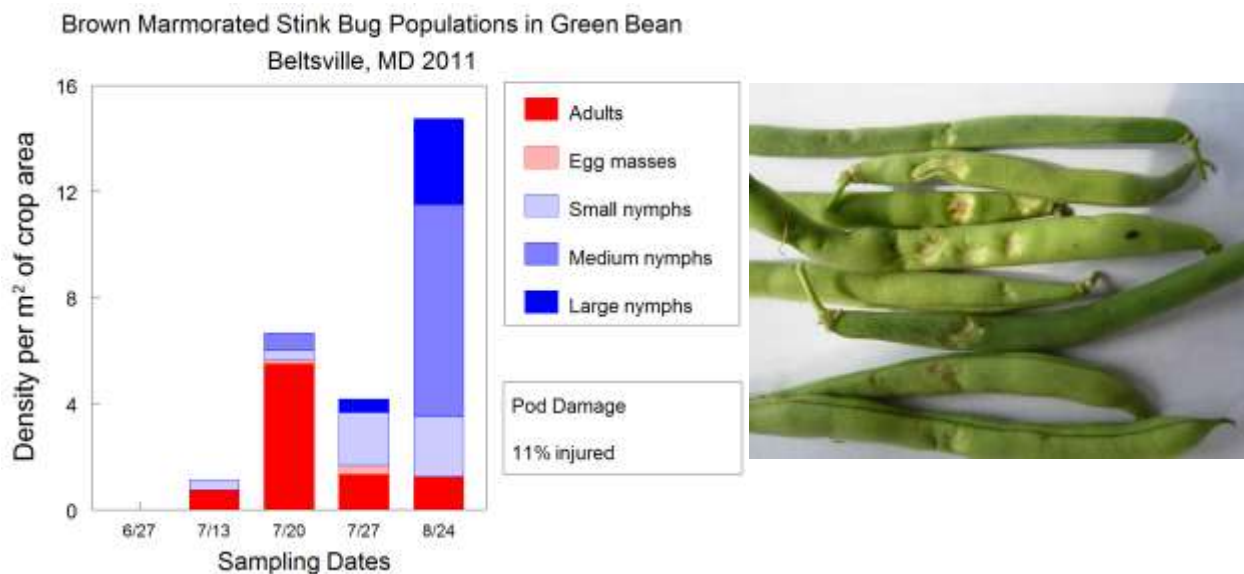 Brown Marmorated Stink Bug Populations in Green Bean
Beltsville, MD 2011
Density per m² of crop area
16
12
8
4
0
6/27 7/13 7/20 7/27 8/24
Sampling Dates
Adults
Egg masses
Small nymphs
Medium nymphs
Large nymphs
Pod Damage
11% injured